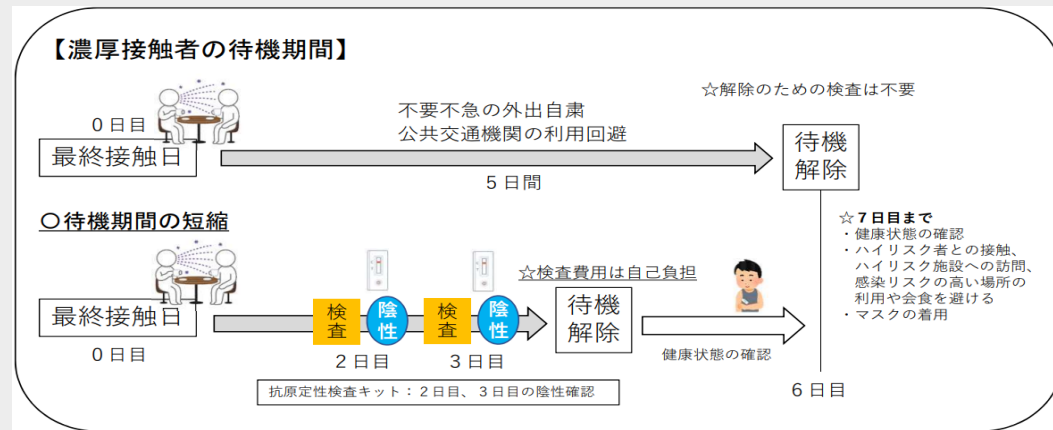 【濃厚接触者の待機期間】
☆解除のための検査は不要
0日目
最終接触日
不要不急の外出自粛
公共交通機関の利用回避
5日間
待機
解除
〇待機期間の短縮
最終接触日
0日目
検査
陰性
2日目
検査
陰性
3日目
☆検査費用は自己負担
待機
解除
健康状態の確認
抗原定性検査キット:2日目、3日目の陰性確認
☆7日目まで
・健康状態の確認
・ハイリスク者との接触、
ハイリスク施設への訪問、
感染リスクの高い場所の
利用や会食を避ける
・マスクの着用
6日目